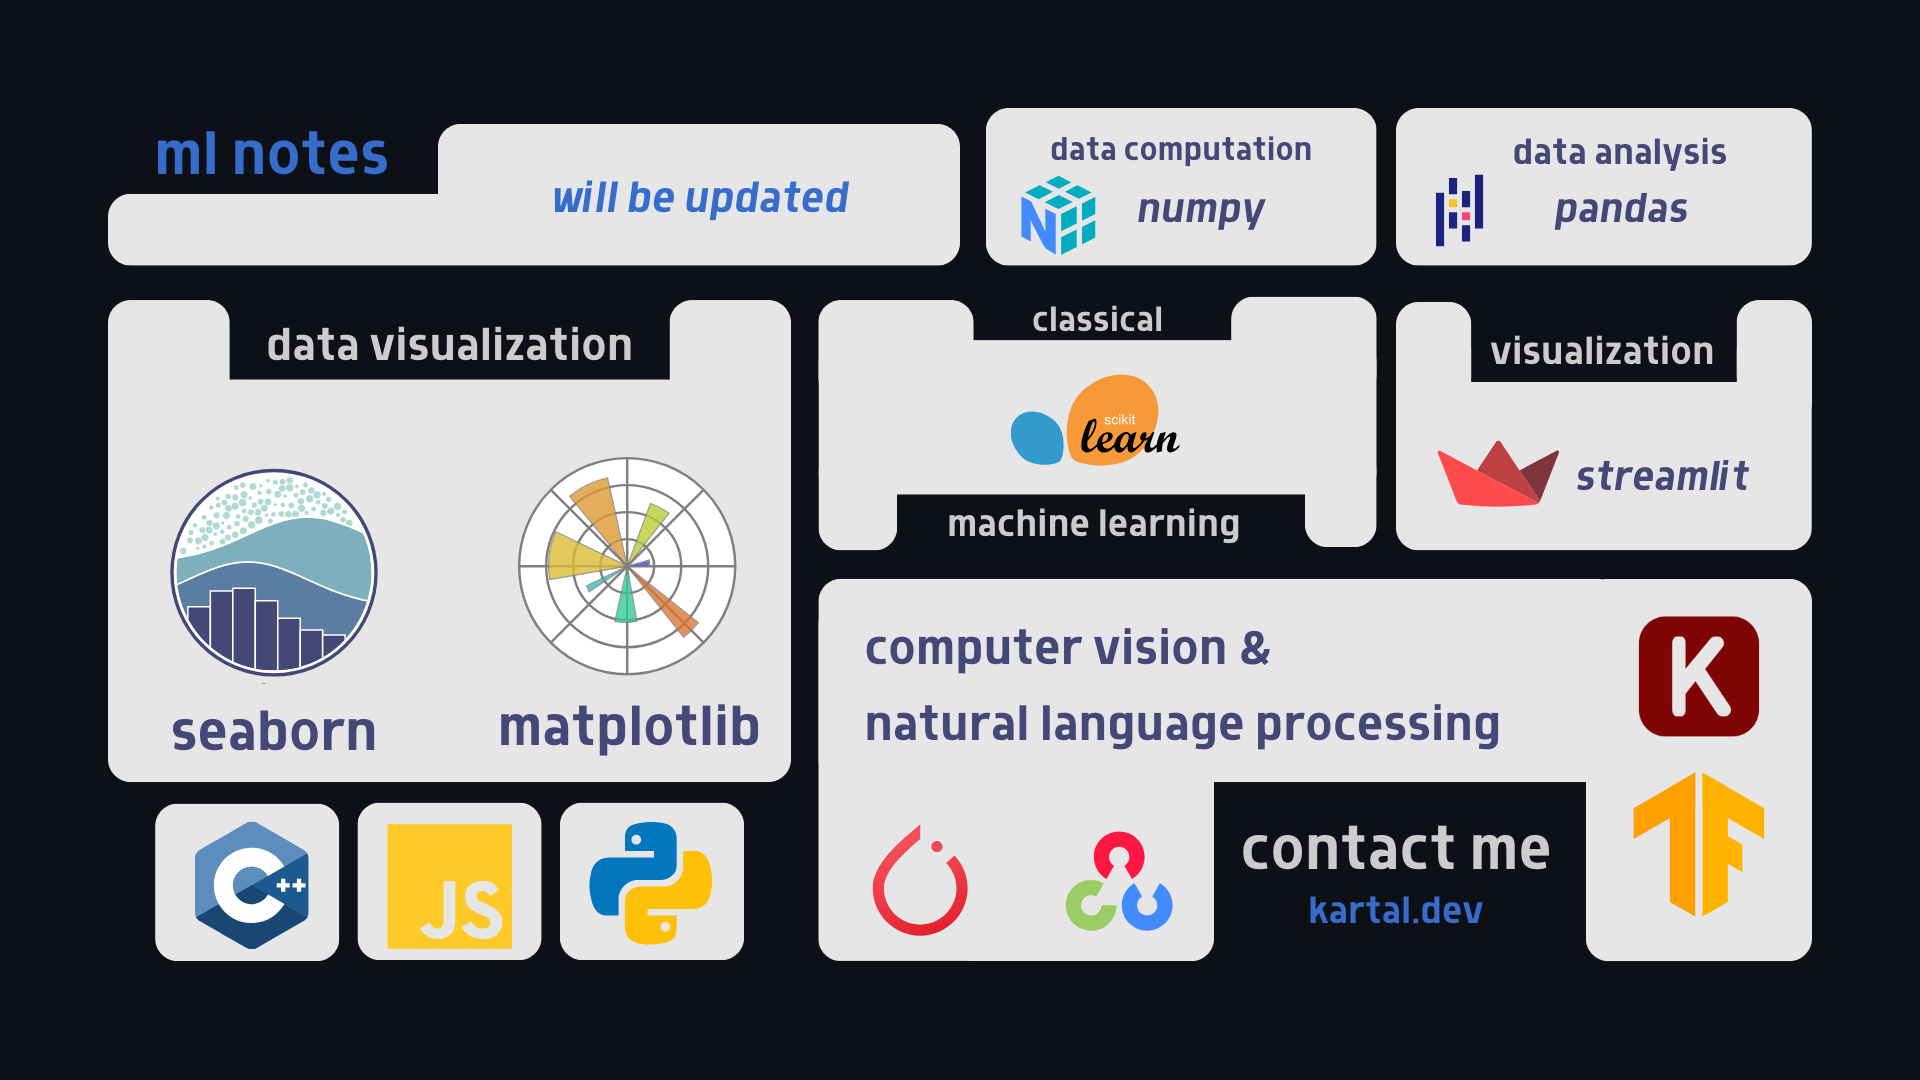 ml notes
will be updated
data computation
numpy
data analysis
pandas
data visualization
seaborn
matplotlib
classical
scikit
learn
machine learning
visualization
streamlit
computer vision &
natural language processing
K
TF
contact me
kartal.dev
C++
JS